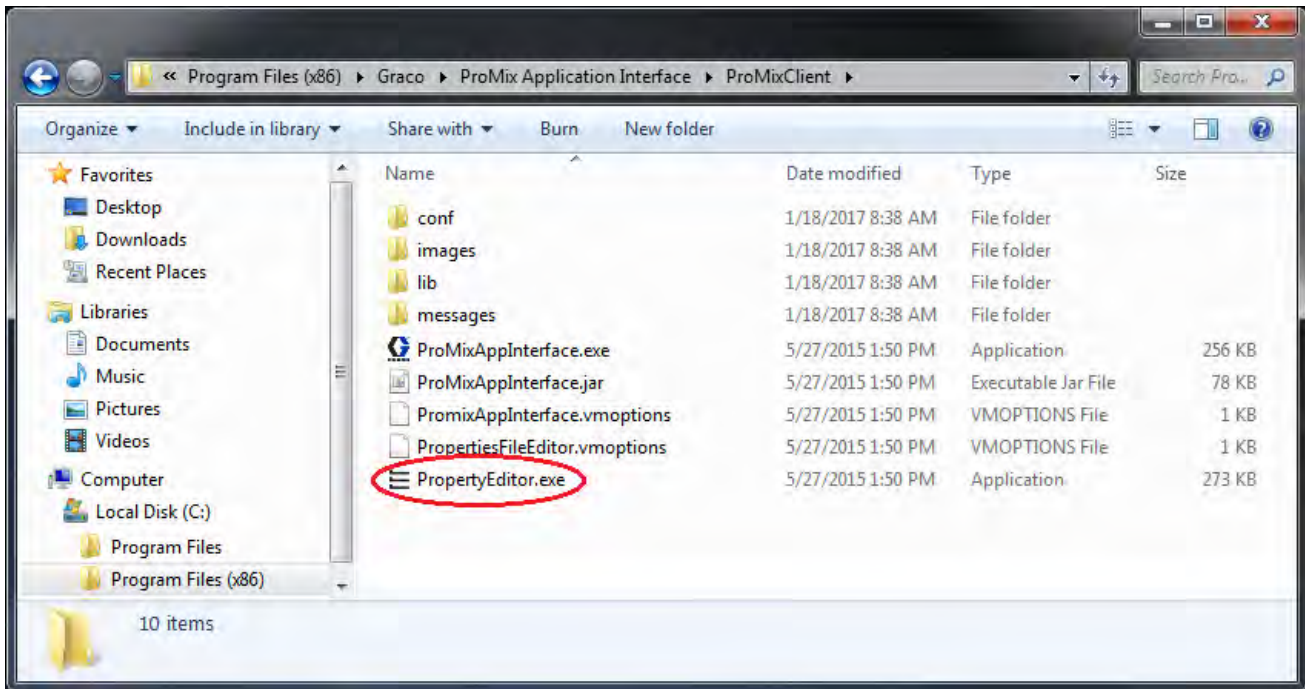 « Program Files (x86) ▸ Graco ▸ ProMix Application Interface ▸ ProMixClient ▸ Search Pro...
Organize ▾ Include in library ▾ Share with ▾ Burn New folder
Favorites
Desktop
Downloads
Recent Places
Libraries
Documents
Music
Pictures
Videos
Computer
Local Disk (C:)
Program Files
Program Files (x86)
Name Date modified Type Size
conf 1/18/2017 8:38 AM File folder
images 1/18/2017 8:38 AM File folder
lib 1/18/2017 8:38 AM File folder
messages 1/18/2017 8:38 AM File folder
ProMixAppInterface.exe 5/27/2015 1:50 PM Application 256 KB
ProMixAppInterface.jar 5/27/2015 1:50 PM Executable Jar File 78 KB
PromixAppInterface.vmoptions 5/27/2015 1:50 PM VMOPTIONS File 1 KB
PropertiesFileEditor.vmoptions 5/27/2015 1:50 PM VMOPTIONS File 1 KB
PropertyEditor.exe 5/27/2015 1:50 PM Application 273 KB
10 items